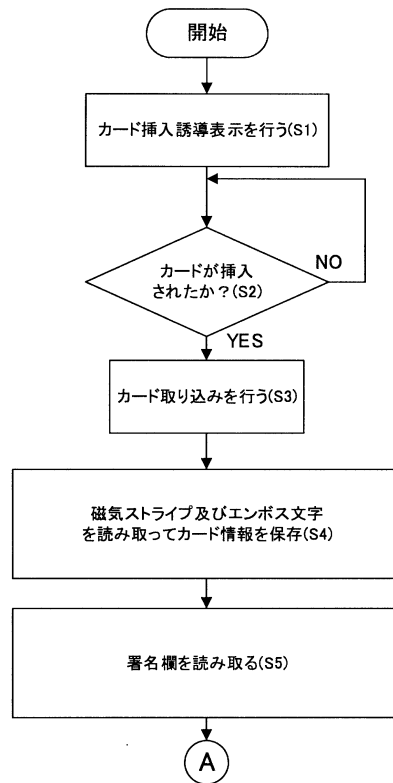 開始
カード挿入誘導表示を行う(S1)
カードが挿入
されたか？(S2)
NO
YES
カード取り込みを行う(S3)
磁気ストライプ及びエンボス文字
を読み取ってカード情報を保存(S4)
署名欄を読み取る(S5)
A